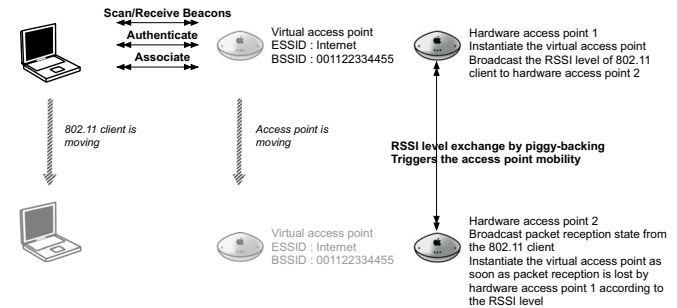 Scan/Receive Beacons
Authenticate
Associate
Virtual access point
ESSID : Internet
BSSID : 001122334455
Hardware access point 1
Instantiate the virtual access point
Broadcast the RSSI level of 802.11
client to hardware access point 2
802.11 client is
moving
Access point is
moving
RSSI level exchange by piggy-backing
Triggers the access point mobility
Virtual access point
ESSID : Internet
BSSID : 001122334455
Hardware access point 2
Broadcast packet reception state from
the 802.11 client
Instantiate the virtual access point as
soon as packet reception is lost by
hardware access point 1 according to
the RSSI level